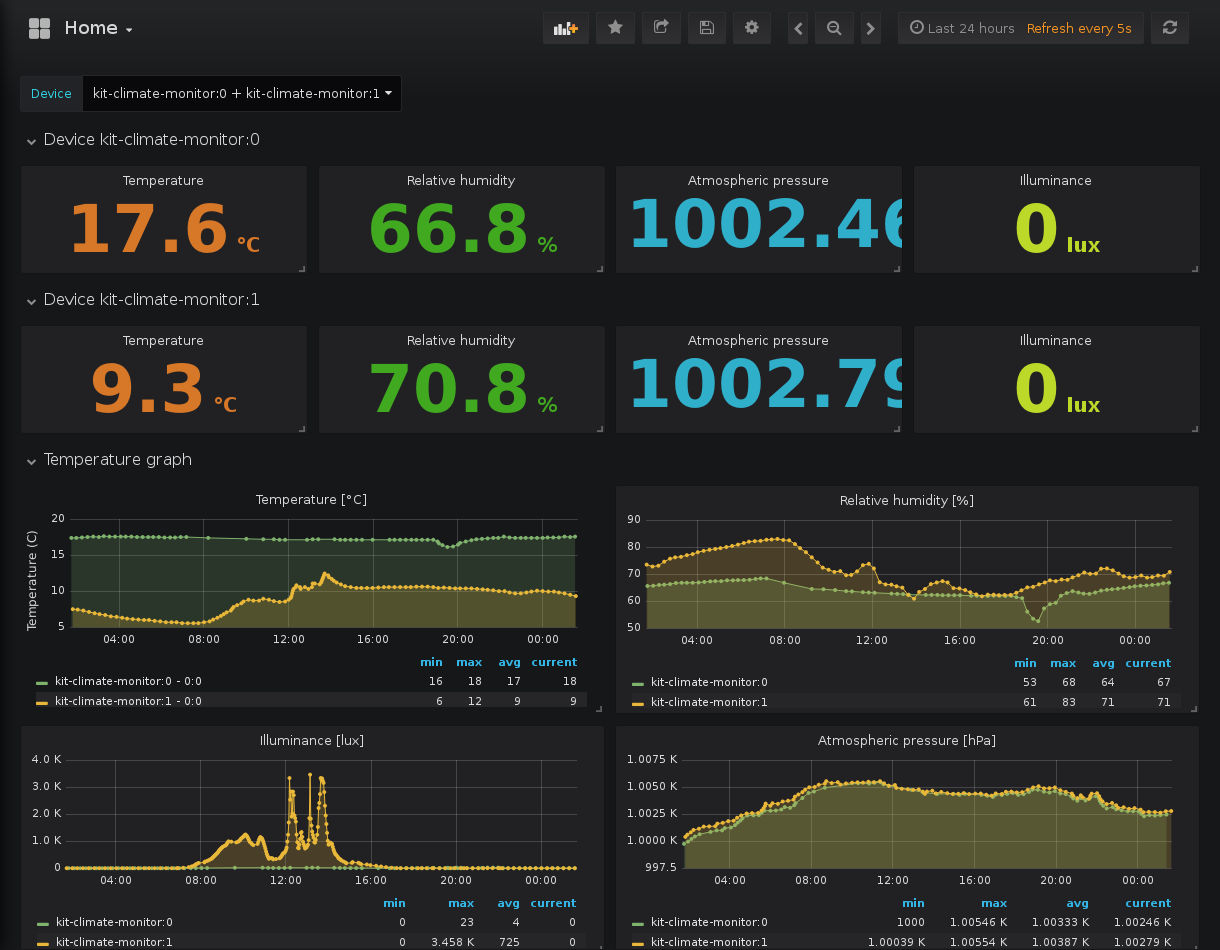 Home
Last 24 hours Refresh every 5s
Device kit-climate-monitor:0 + kit-climate-monitor:1
Device kit-climate-monitor:0
Temperature Relative humidity Atmospheric pressure Illuminance
17.6 °C 66.8 % 1002.46 0 lux
Device kit-climate-monitor:1
Temperature Relative humidity Atmospheric pressure Illuminance
9.3 °C 70.8 % 1002.79 0 lux
Temperature graph
Temperature [°C]
Temperature (C)
20
15
10
5
04:00 08:00 12:00 16:00 20:00 00:00
min max avg current
kit-climate-monitor:0 - 0:0 16 18 17 18
kit-climate-monitor:1 - 0:0 6 12 9 9
Relative humidity [%]
90
80
70
60
50
04:00 08:00 12:00 16:00 20:00 00:00
min max avg current
kit-climate-monitor:0 53 68 64 67
kit-climate-monitor:1 61 83 71 71
Illuminance [lux]
4.0 K
3.0 K
2.0 K
1.0 K
0
04:00 08:00 12:00 16:00 20:00 00:00
min max avg current
kit-climate-monitor:0 0 23 4 0
kit-climate-monitor:1 0 3.458 K 725 0
Atmospheric pressure [hPa]
1.0075 K
1.0050 K
1.0025 K
1.0000 K
997.5
04:00 08:00 12:00 16:00 20:00 00:00
min max avg current
kit-climate-monitor:0 1000 1.00546 K 1.00333 K 1.00246 K
kit-climate-monitor:1 1.00039 K 1.00554 K 1.00387 K 1.00279 K